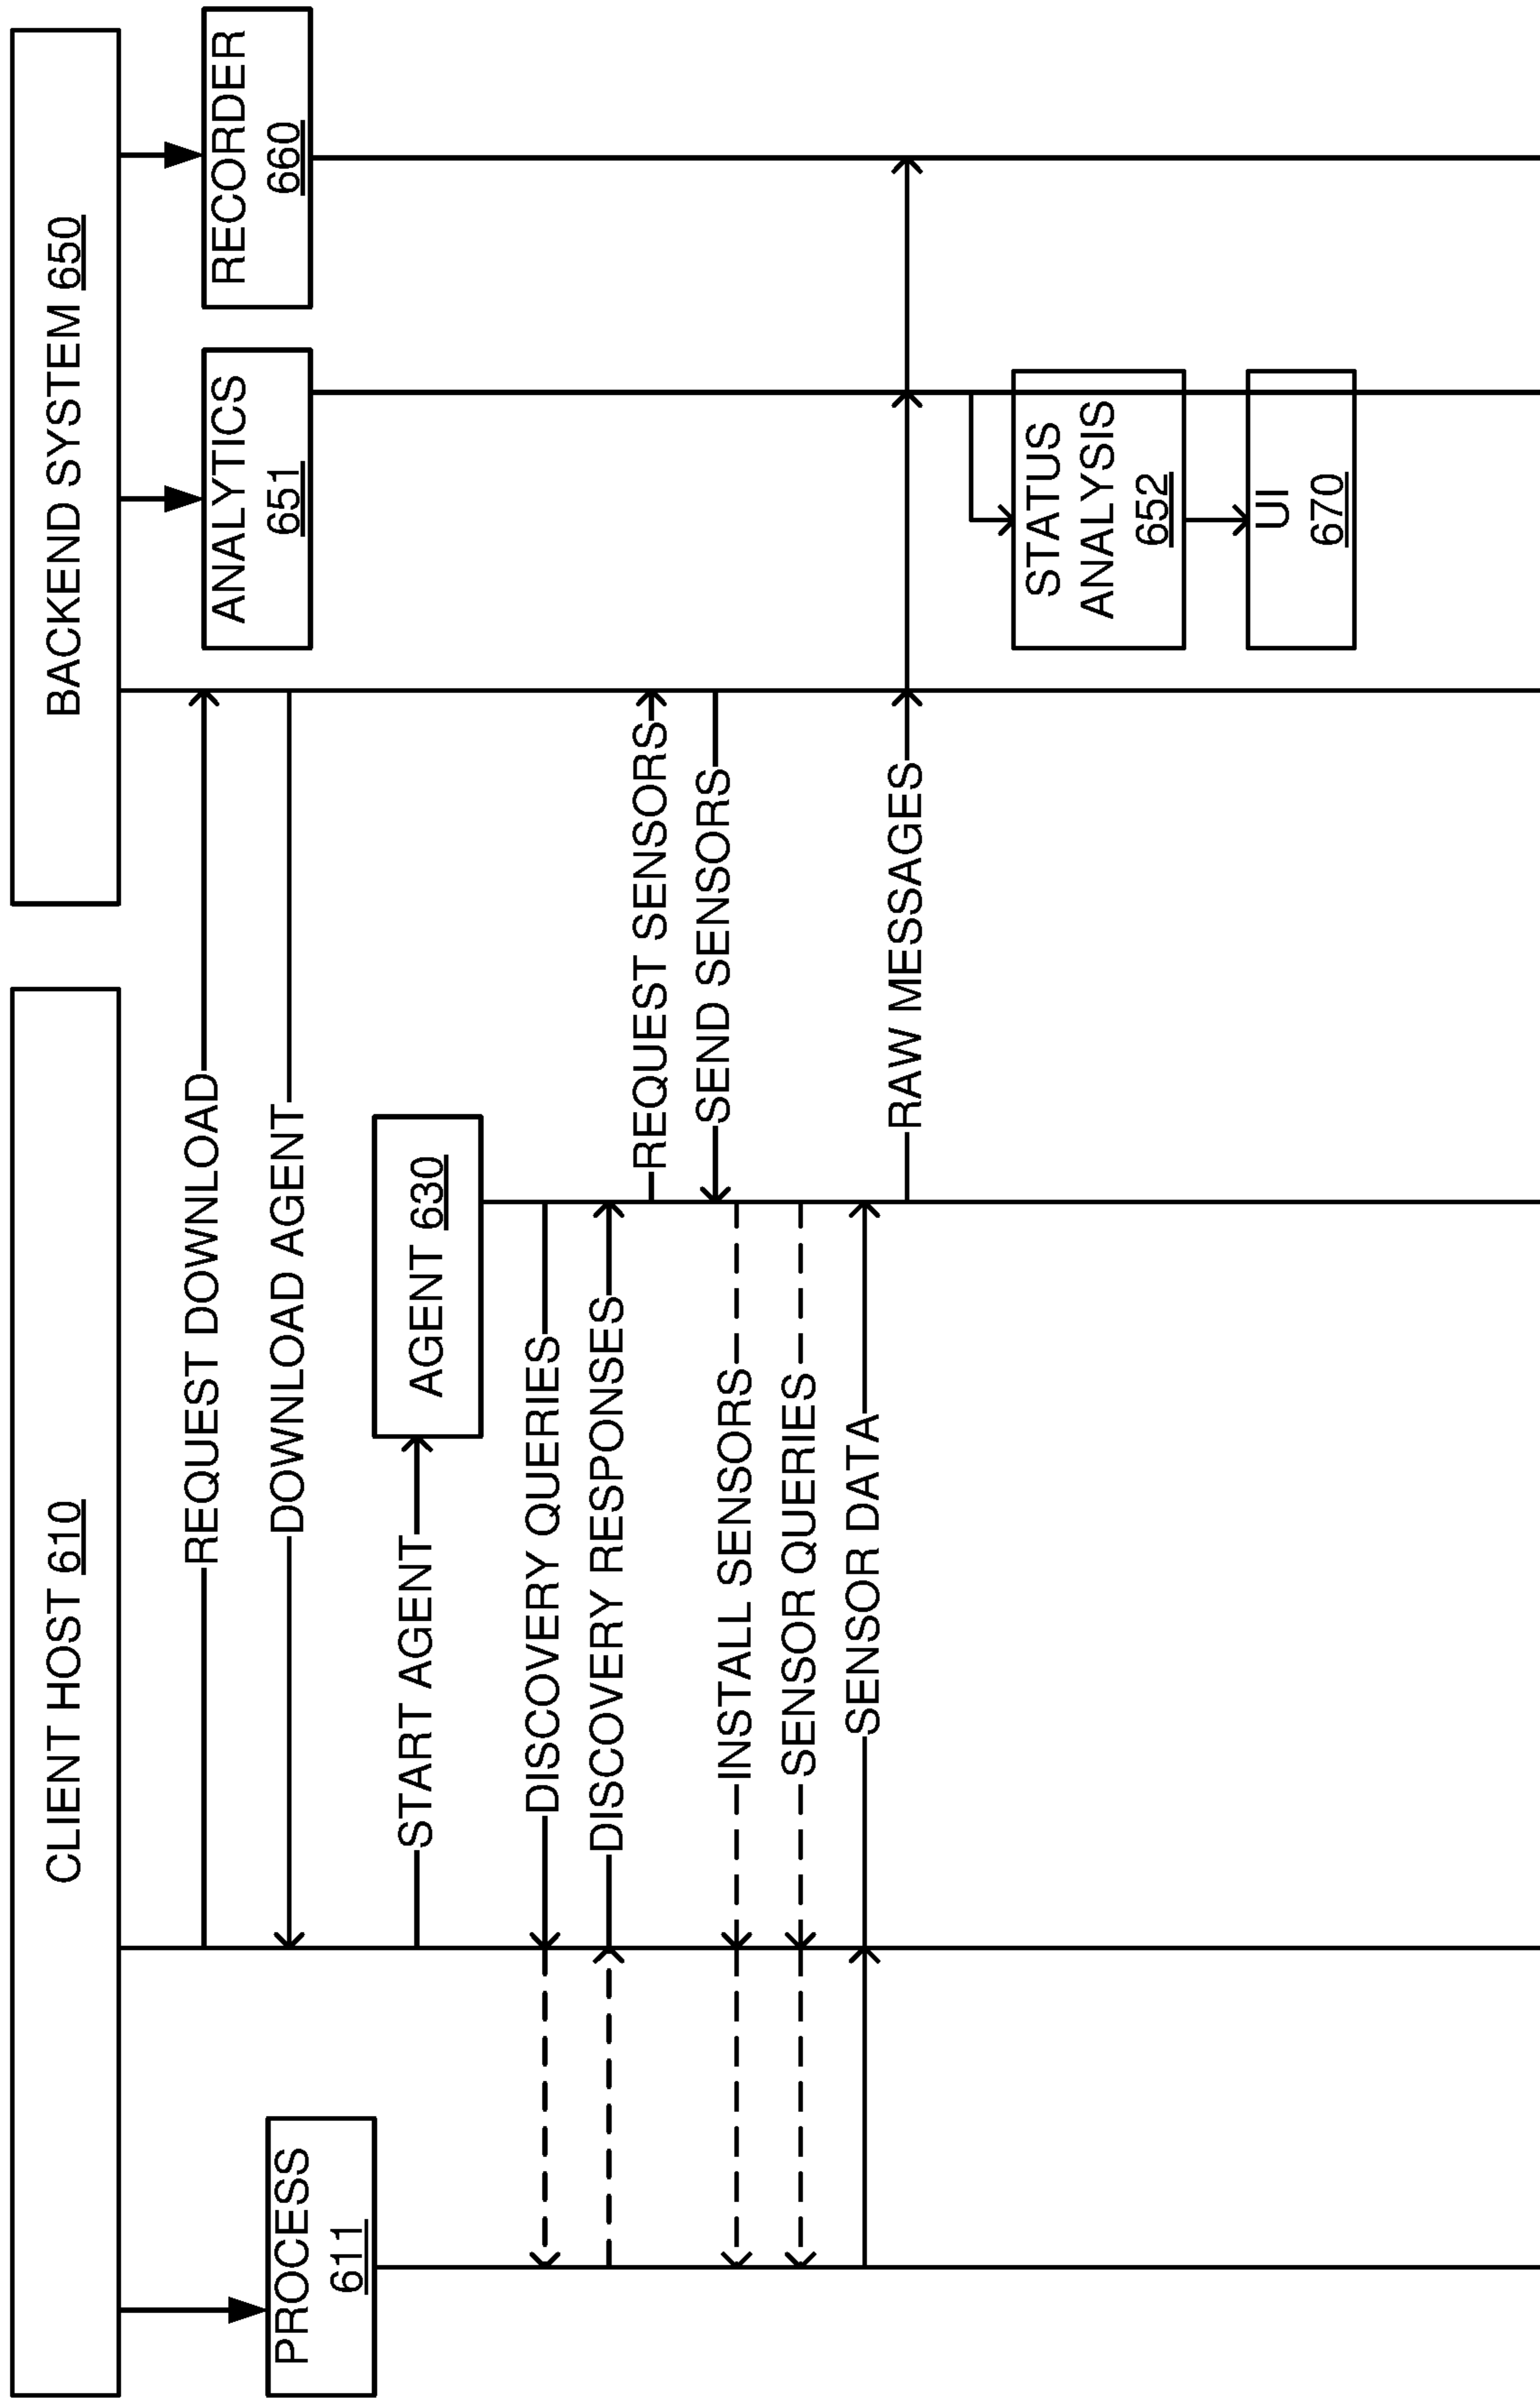 CLIENT HOST 610
BACKEND SYSTEM 650
PROCESS
611
ANALYTICS
651
RECORDER
660
REQUEST DOWNLOAD
DOWNLOAD AGENT
START AGENT
AGENT 630
DISCOVERY QUERIES
DISCOVERY RESPONSES
REQUEST SENSORS
SEND SENSORS
INSTALL SENSORS
SENSOR QUERIES
SENSOR DATA
RAW MESSAGES
STATUS
ANALYSIS
652
UI
670